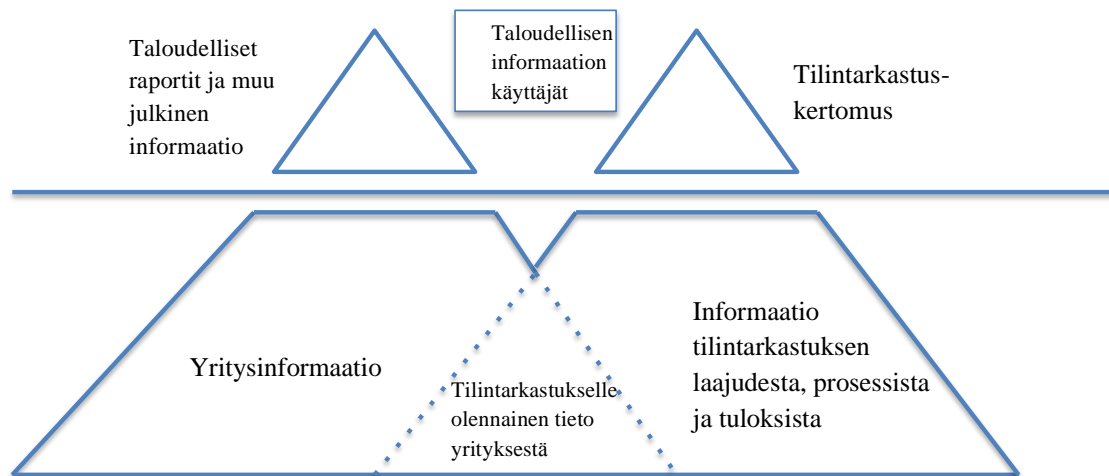 Taloudelliset
raportit ja muu
julkinen
informaatio
Taloudellisen
informaation
käyttäjät
Tilintarkastus-
kertomus
Yritysinformaatio
Tilintarkastukselle
olennainen tieto
yrityksestä
Informaatio
tilintarkastuksen
laajudesta, prosessista
ja tuloksista